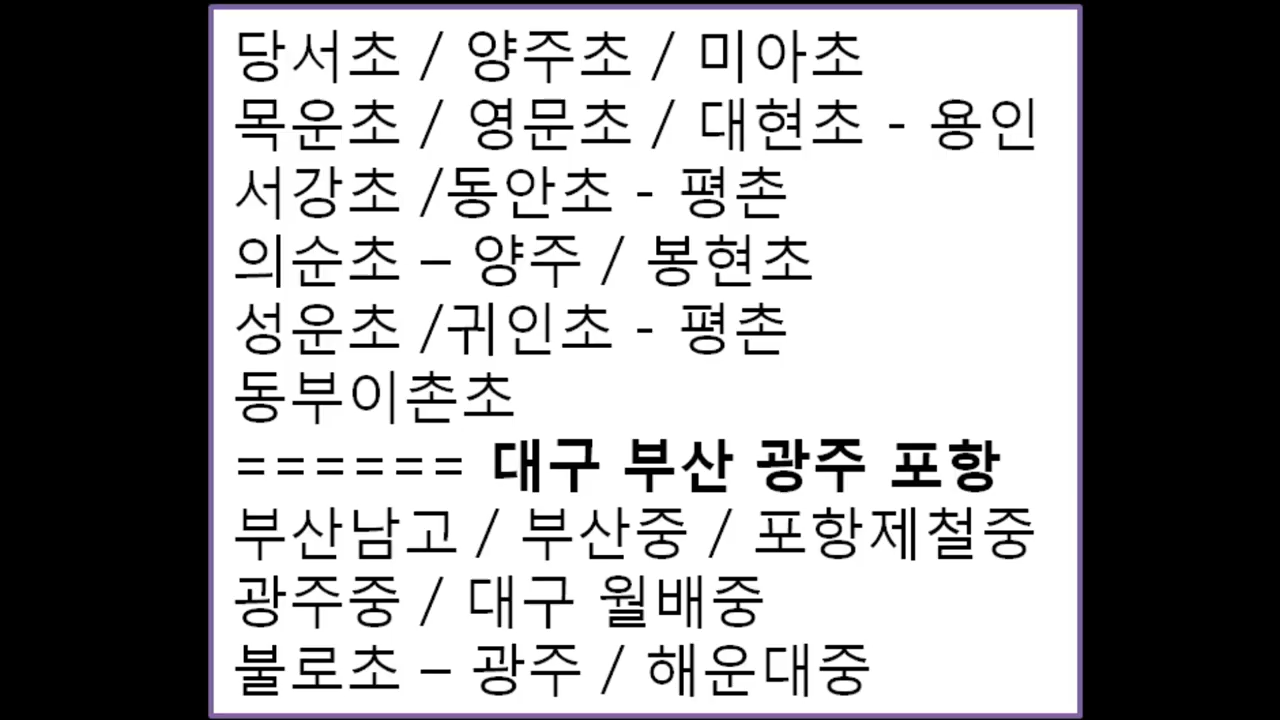 당서초 / 양주초 / 미아초
목운초 / 영문초 / 대현초 - 용인
서강초 /동안초 - 평촌
의순초 – 양주 / 봉현초
성운초 /귀인초 - 평촌
동부이촌초
====== 대구 부산 광주 포항
부산남고 / 부산중 / 포항제철중
광주중 / 대구 월배중
불로초 – 광주 / 해운대중